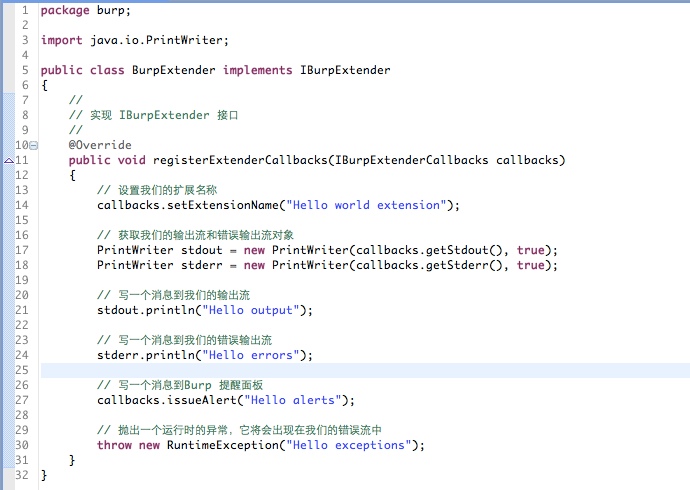 1 package burp;
2
3 import java.io.PrintWriter;
4
5 public class BurpExtender implements IBurpExtender
6 {
7     //
8     // 实现 IBurpExtender 接口
9     //
10     @Override
11     public void registerExtenderCallbacks(IBurpExtenderCallbacks callbacks)
12     {
13         // 设置我们的扩展名称
14         callbacks.setExtensionName("Hello world extension");
15
16         // 获取我们的输出流和错误输出流对象
17         PrintWriter stdout = new PrintWriter(callbacks.getStdout(), true);
18         PrintWriter stderr = new PrintWriter(callbacks.getStderr(), true);
19
20         // 写一个消息到我们的输出流
21         stdout.println("Hello output");
22
23         // 写一个消息到我们的错误输出流
24         stderr.println("Hello errors");
25
26         // 写一个消息到Burp 提醒面板
27         callbacks.issueAlert("Hello alerts");
28
29         // 抛出一个运行时的异常，它将会出现在我们的错误流中
30         throw new RuntimeException("Hello exceptions");
31     }
32 }